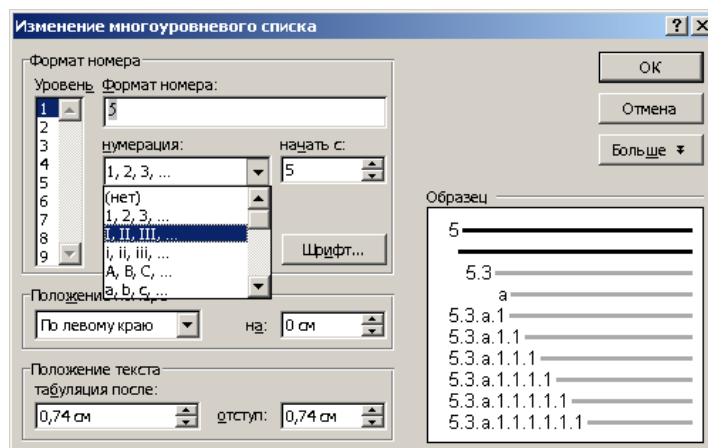 Изменение многоуровневого списка
Формат номера
Уровень Формат номера:
1
2
3
4
5
6
7
8
9
5
нумерация: начать с:
1, 2, 3, ...
5
(нет)
1, 2, 3, ...
I, II, III, ...
i, ii, iii, ...
A, B, C, ...
a, b, c, ...
Шрифт...
Положение
По левому краю на: 0 см
Положение текста
табуляция после:
0,74 см отступ: 0,74 см
ОК
Отмена
Больше
Образец
5
5.3
a
5.3.a.1
5.3.a.1.1
5.3.a.1.1.1
5.3.a.1.1.1.1
5.3.a.1.1.1.1.1
5.3.a.1.1.1.1.1.1